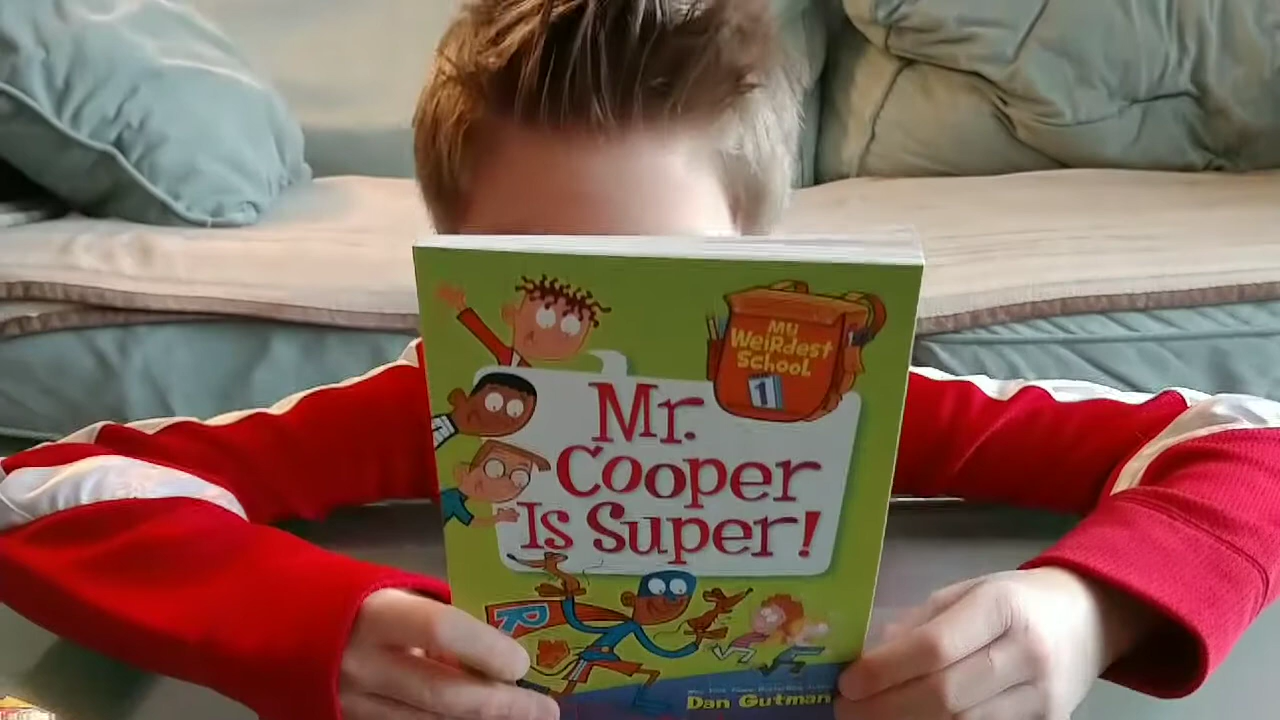 My
WeiRdest
School
1
Mr.
Cooper
Is Super!
R
Dan Gutman